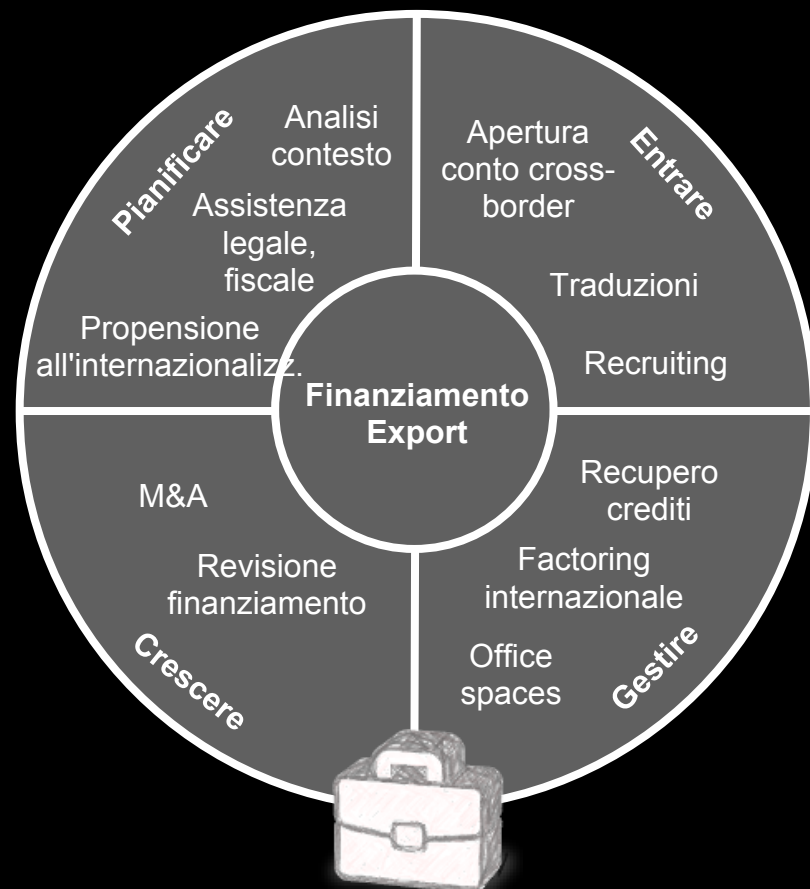 Pianificare
Analisi
contesto
Assistenza
legale,
fiscale
Propensione
all'internazionalizz.
Entrare
Apertura
conto cross-
border
Traduzioni
Recruiting
Finanziamento
Export
M&A
Revisione
finanziamento
Crescere
Recupero
crediti
Factoring
internazionale
Office
spaces
Gestire